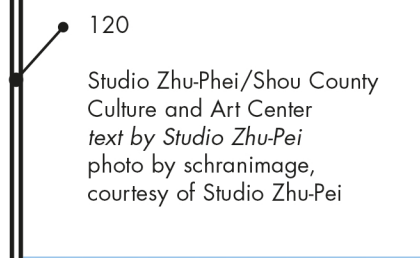 120
Studio Zhu-Phei/Shou County
Culture and Art Center
text by Studio Zhu-Pei
photo by schranimage,
courtesy of Studio Zhu-Pei